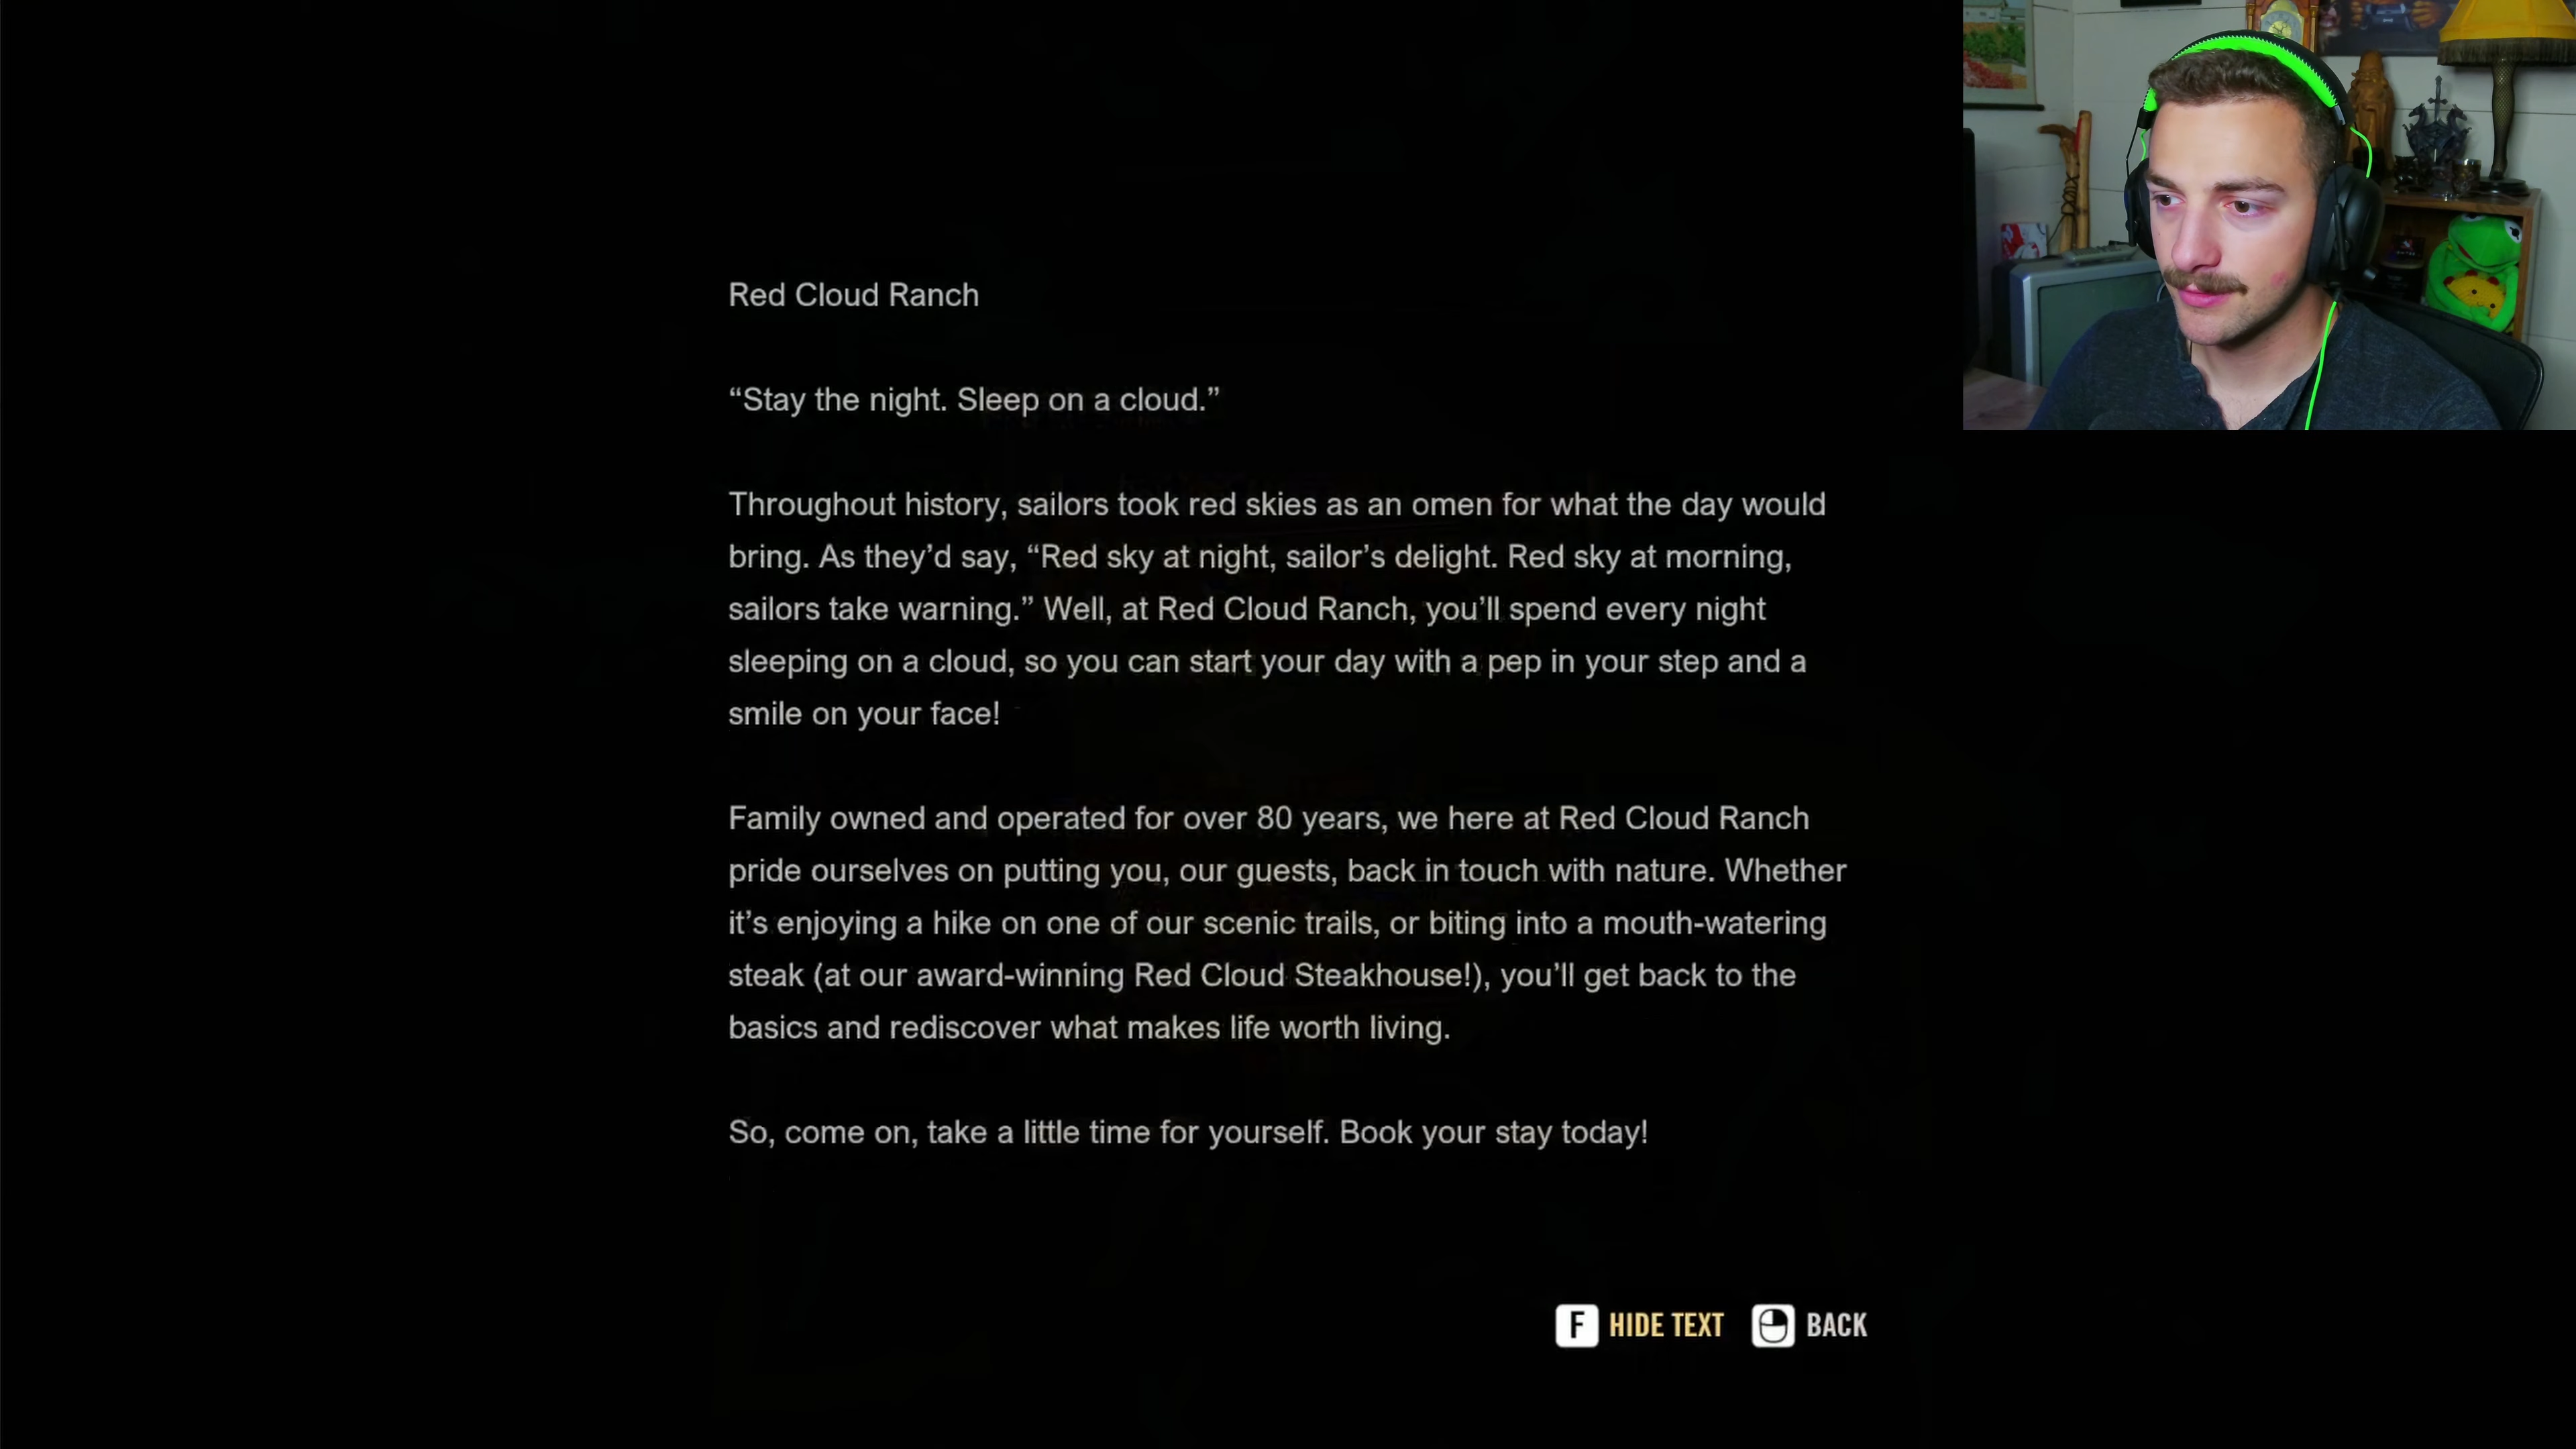 Red Cloud Ranch
“Stay the night. Sleep on a cloud.”
Throughout history, sailors took red skies as an omen for what the day would
bring. As they’d say, “Red sky at night, sailor’s delight. Red sky at morning,
sailors take warning.” Well, at Red Cloud Ranch, you’ll spend every night
sleeping on a cloud, so you can start your day with a pep in your step and a
smile on your face!
Family owned and operated for over 80 years, we here at Red Cloud Ranch
pride ourselves on putting you, our guests, back in touch with nature. Whether
it’s enjoying a hike on one of our scenic trails, or biting into a mouth-watering
steak (at our award-winning Red Cloud Steakhouse!), you’ll get back to the
basics and rediscover what makes life worth living.
So, come on, take a little time for yourself. Book your stay today!
F HIDE TEXT BACK